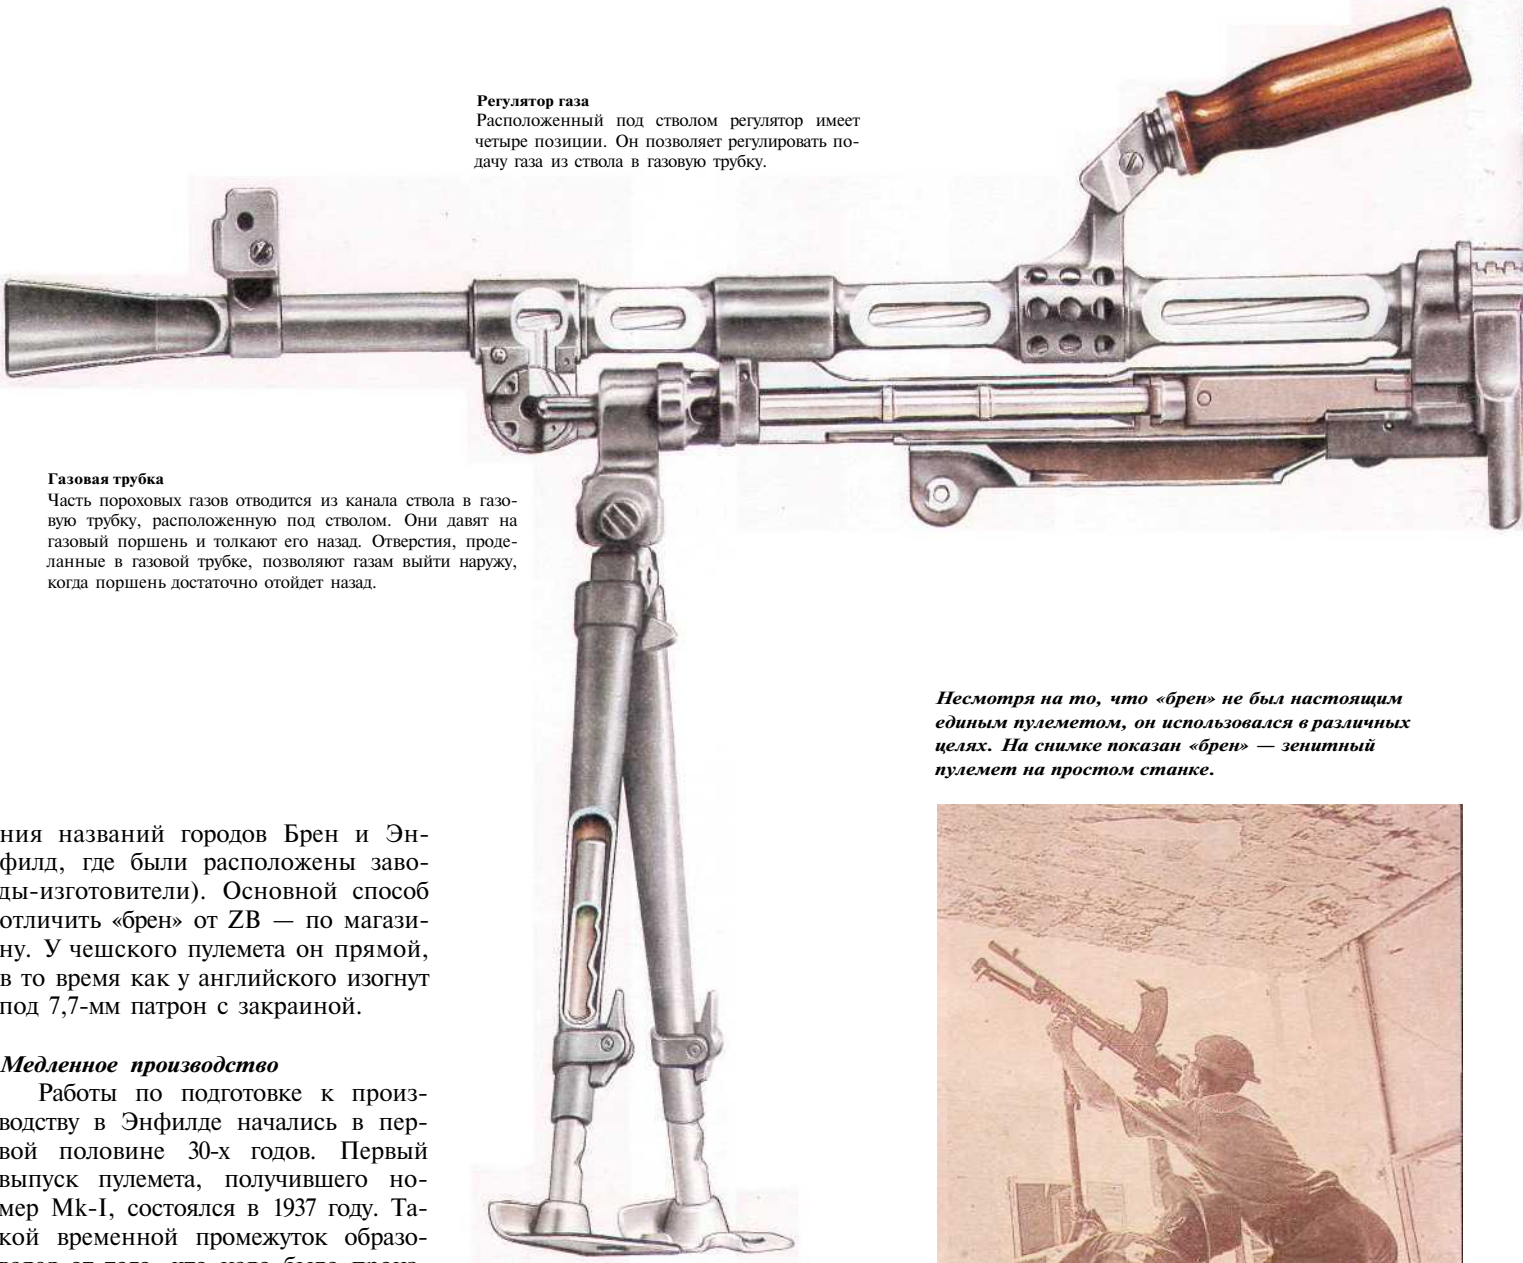 Регулятор газа
Расположенный под стволом регулятор имеет
четыре позиции. Он позволяет регулировать по-
дачу газа из ствола в газовую трубку.
Газовая трубка
Часть пороховых газов отводится из канала ствола в газо-
вую трубку, расположенную под стволом. Они давят на
газовый поршень и толкают его назад. Отверстия, проде-
ланные в газовой трубке, позволяют газам выйти наружу,
когда поршень достаточно отойдет назад.
Несмотря на то, что «брен» не был настоящим
единым пулеметом, он использовался в различных
целях. На снимке показан «брен» — зенитный
пулемет на простом станке.
ния названий городов Брен и Эн-
филд, где были расположены заво-
ды-изготовители). Основной способ
отличить «брен» от ZB — по магази-
ну. У чешского пулемета он прямой,
в то время как у английского изогнут
под 7,7-мм патрон с закраиной.
Медленное производство
Работы по подготовке к произ-
водству в Энфилде начались в пер-
вой половине 30-х годов. Первый
выпуск пулемета, получившего но-
мер Mk-I, состоялся в 1937 году. Та-
кой временной промежуток образо-